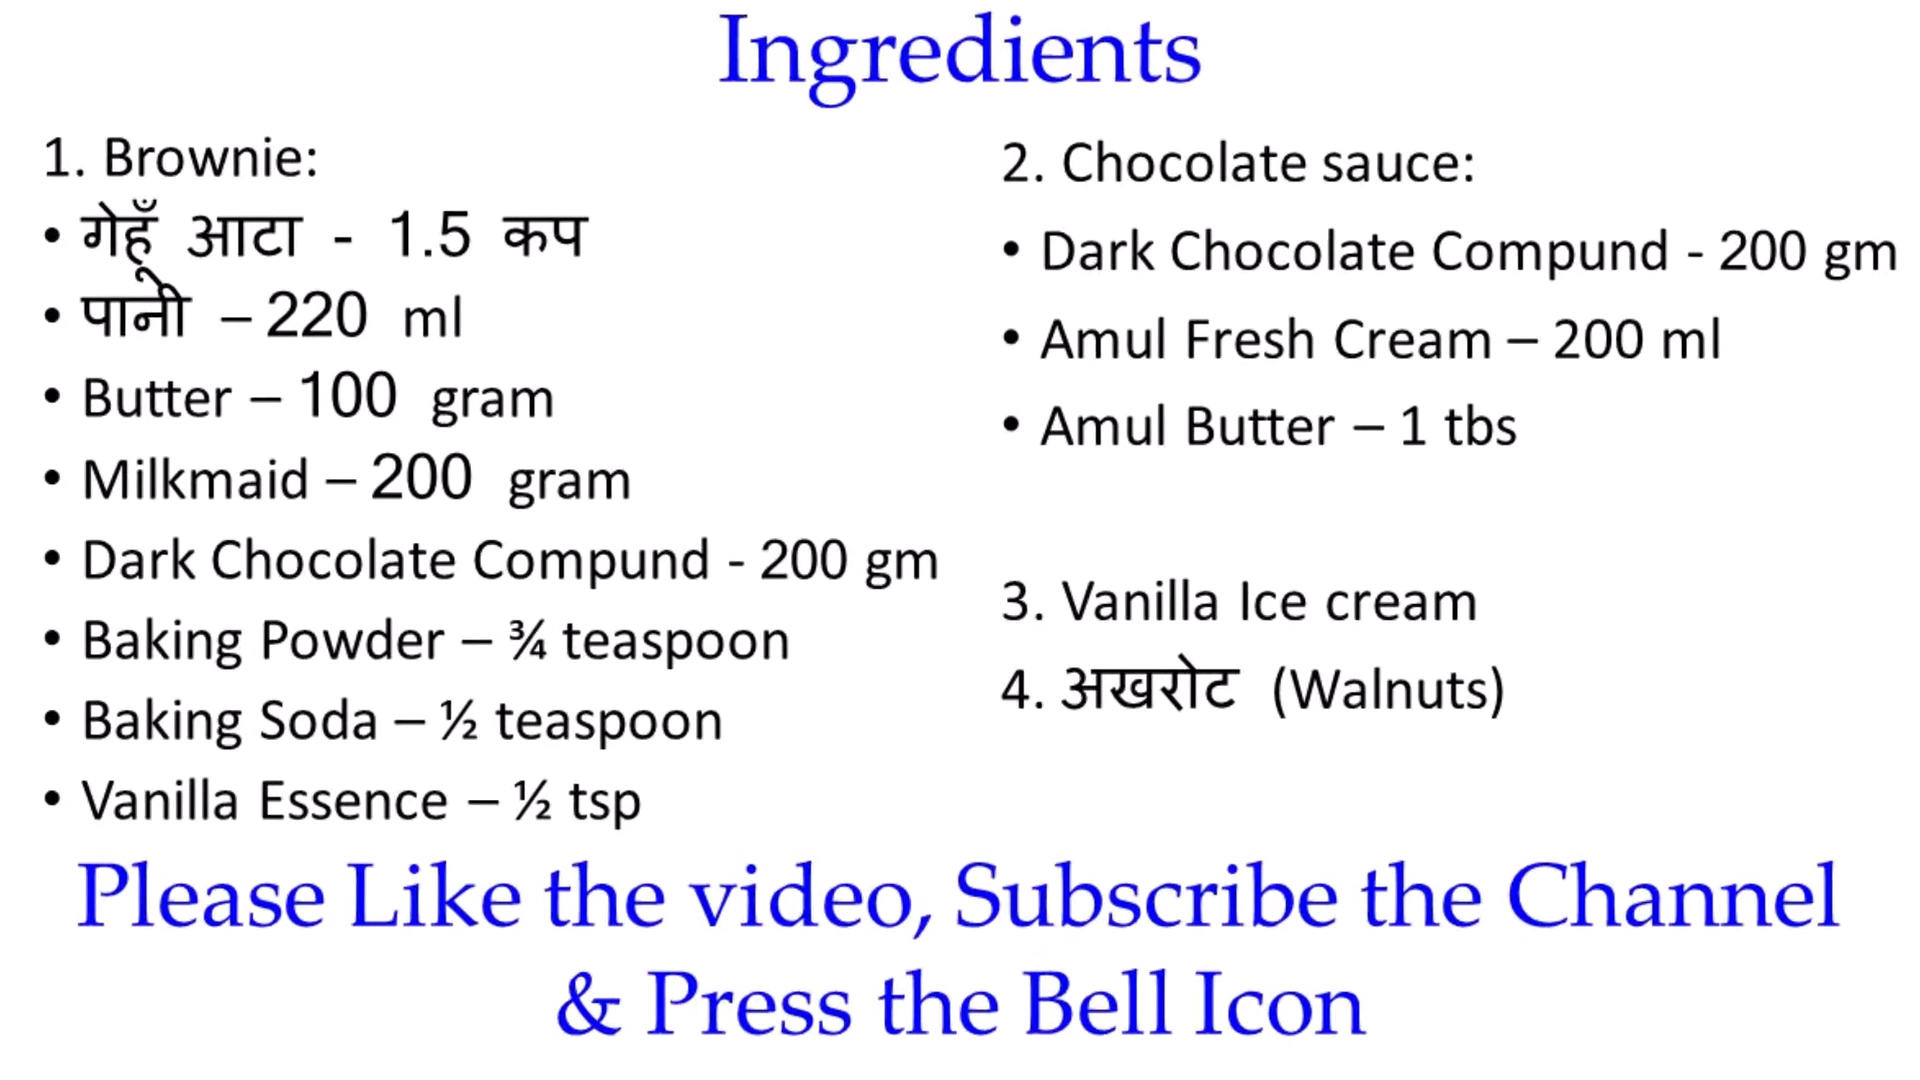 Ingredients
1. Brownie:
• गेहूँ आटा - 1.5 कप
• पानी – 220 ml
• Butter – 100 gram
• Milkmaid – 200 gram
• Dark Chocolate Compund - 200 gm
• Baking Powder – ¾ teaspoon
• Baking Soda – ½ teaspoon
• Vanilla Essence – ½ tsp
2. Chocolate sauce:
• Dark Chocolate Compund - 200 gm
• Amul Fresh Cream – 200 ml
• Amul Butter – 1 tbs
3. Vanilla Ice cream
4. अखरोट (Walnuts)
Please Like the video, Subscribe the Channel
& Press the Bell Icon